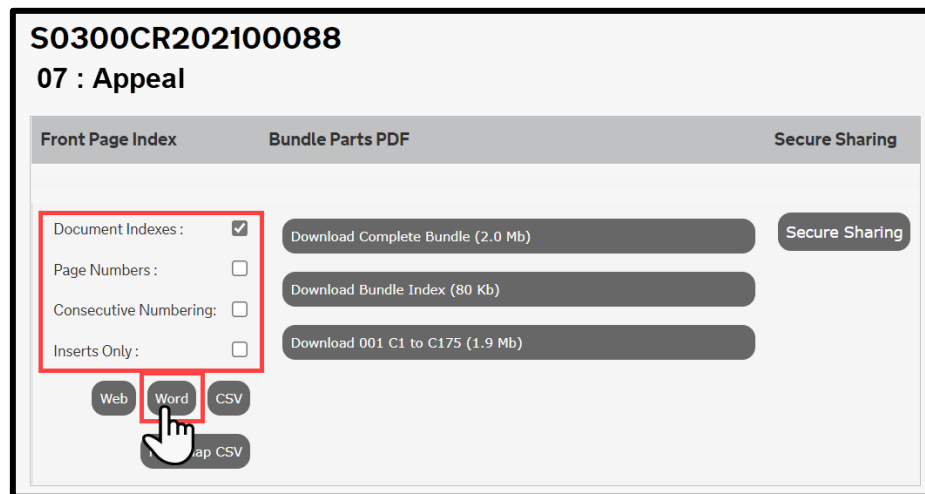 S0300CR202100088
07 : Appeal
Front Page Index Bundle Parts PDF Secure Sharing
Document Indexes : Download Complete Bundle (2.0 Mb) Secure Sharing
Page Numbers :
Download Bundle Index (80 Kb)
Consecutive Numbering:
Inserts Only : Download 001 C1 to C175 (1.9 Mb)
Web Word CSV
CSV